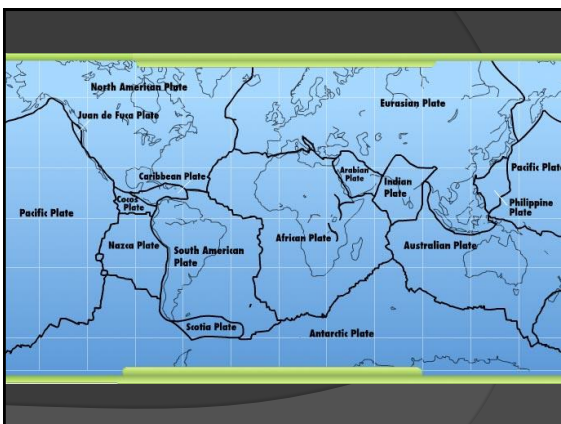 North American Plate
Eurasian Plate
Juan de Fuca Plate
Caribbean Plate
Arabian
Plate
Indian
Plate
Pacific Plate
Cocos
Plate
Philippine
Plate
Pacific Plate
Nazca Plate
South American
Plate
African Plate
Australian Plate
Scotia Plate
Antarctic Plate